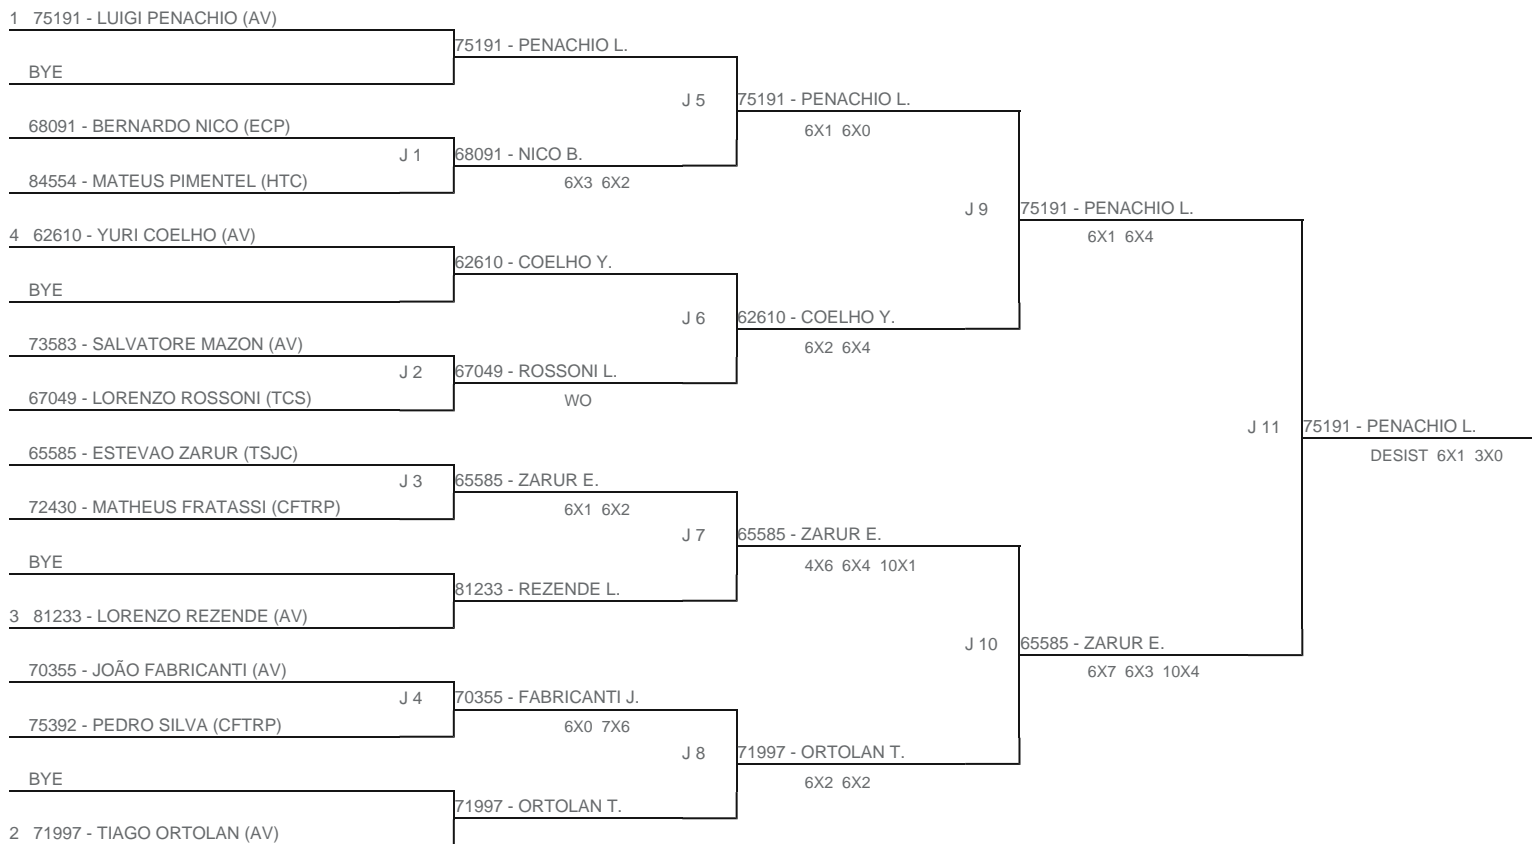 1 75191 - LUIGI PENACHIO (AV)
75191 - PENACHIO L.
BYE
J 5
75191 - PENACHIO L.
6X1 6X0
68091 - BERNARDO NICO (ECP)
J 1
68091 - NICO B.
6X3 6X2
84554 - MATEUS PIMENTEL (HTC)
J 9
75191 - PENACHIO L.
6X1 6X4
4 62610 - YURI COELHO (AV)
62610 - COELHO Y.
BYE
J 6
62610 - COELHO Y.
6X2 6X4
73583 - SALVATORE MAZON (AV)
J 2
67049 - ROSSONI L.
WO
67049 - LORENZO ROSSONI (TCS)
J 11
75191 - PENACHIO L.
DESIST 6X1 3X0
65585 - ESTEVAO ZARUR (TSJC)
J 3
65585 - ZARUR E.
6X1 6X2
72430 - MATHEUS FRATASSI (CFTRP)
J 7
65585 - ZARUR E.
4X6 6X4 10X1
BYE
81233 - REZENDE L.
3 81233 - LORENZO REZENDE (AV)
J 10
65585 - ZARUR E.
6X7 6X3 10X4
70355 - JOÃO FABRICANTI (AV)
J 4
70355 - FABRICANTI J.
6X0 7X6
75392 - PEDRO SILVA (CFTRP)
J 8
71997 - ORTOLAN T.
6X2 6X2
BYE
71997 - ORTOLAN T.
2 71997 - TIAGO ORTOLAN (AV)